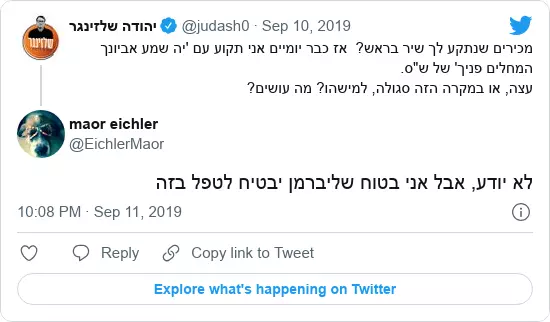 יהודה שלזינגר @judash0 · Sep 10, 2019
מכירים שנתקע לך שיר בראש? אז כבר יומיים אני תקוע עם 'יה שמע אביונך
המחלים פניך' של ש"ס.
עצה, או במקרה הזה סגולה, למישהו? מה עושים?
maor eichler
@EichlerMaor
לא יודע, אבל אני בטוח שליברמן יבטיח לטפל בזה
10:08 PM · Sep 11, 2019
Reply
Copy link to Tweet
Explore what's happening on Twitter
שלזינגר